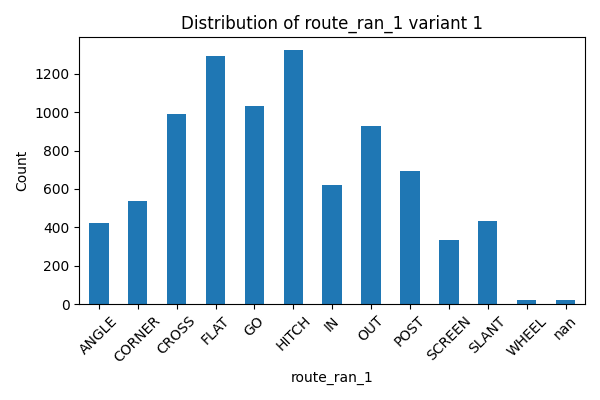 Distribution of route_ran_1 variant 1
Count
1200
1000
800
600
400
200
0
ANGLE CORNER CROSS FLAT GO HITCH IN OUT POST SCREEN SLANT WHEEL nan
route_ran_1